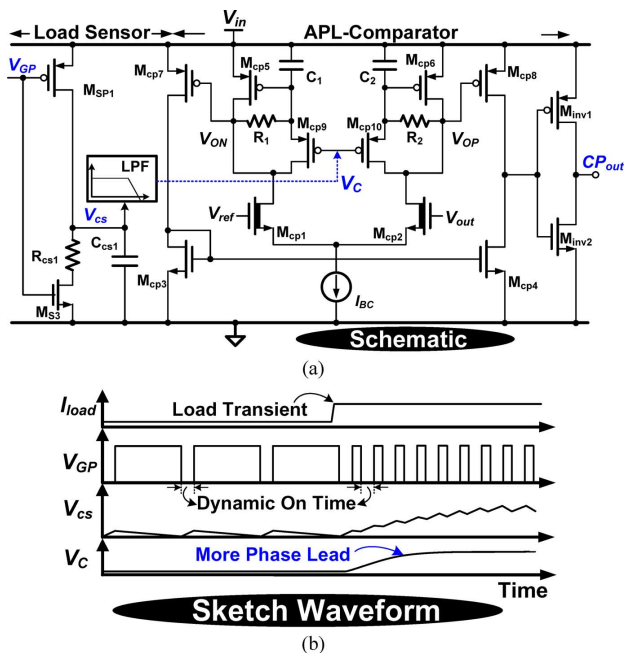 Load Sensor
V_in
APL-Comparator
V_GP
M_SP1
M_cp7
M_cp5
C_1
C_2
M_cp6
M_cp8
M_inv1
V_ON
R_1
M_cp9
M_cp10
R_2
V_OP
LPF
V_C
CP_out
V_cs
V_ref
M_cp1
M_cp2
V_out
R_cs1
C_cs1
M_cp3
M_S3
I_BC
M_cp4
M_inv2
Schematic
(a)
I_load
Load Transient
V_GP
Dynamic On Time
V_cs
V_C
More Phase Lead
Time
Sketch Waveform
(b)